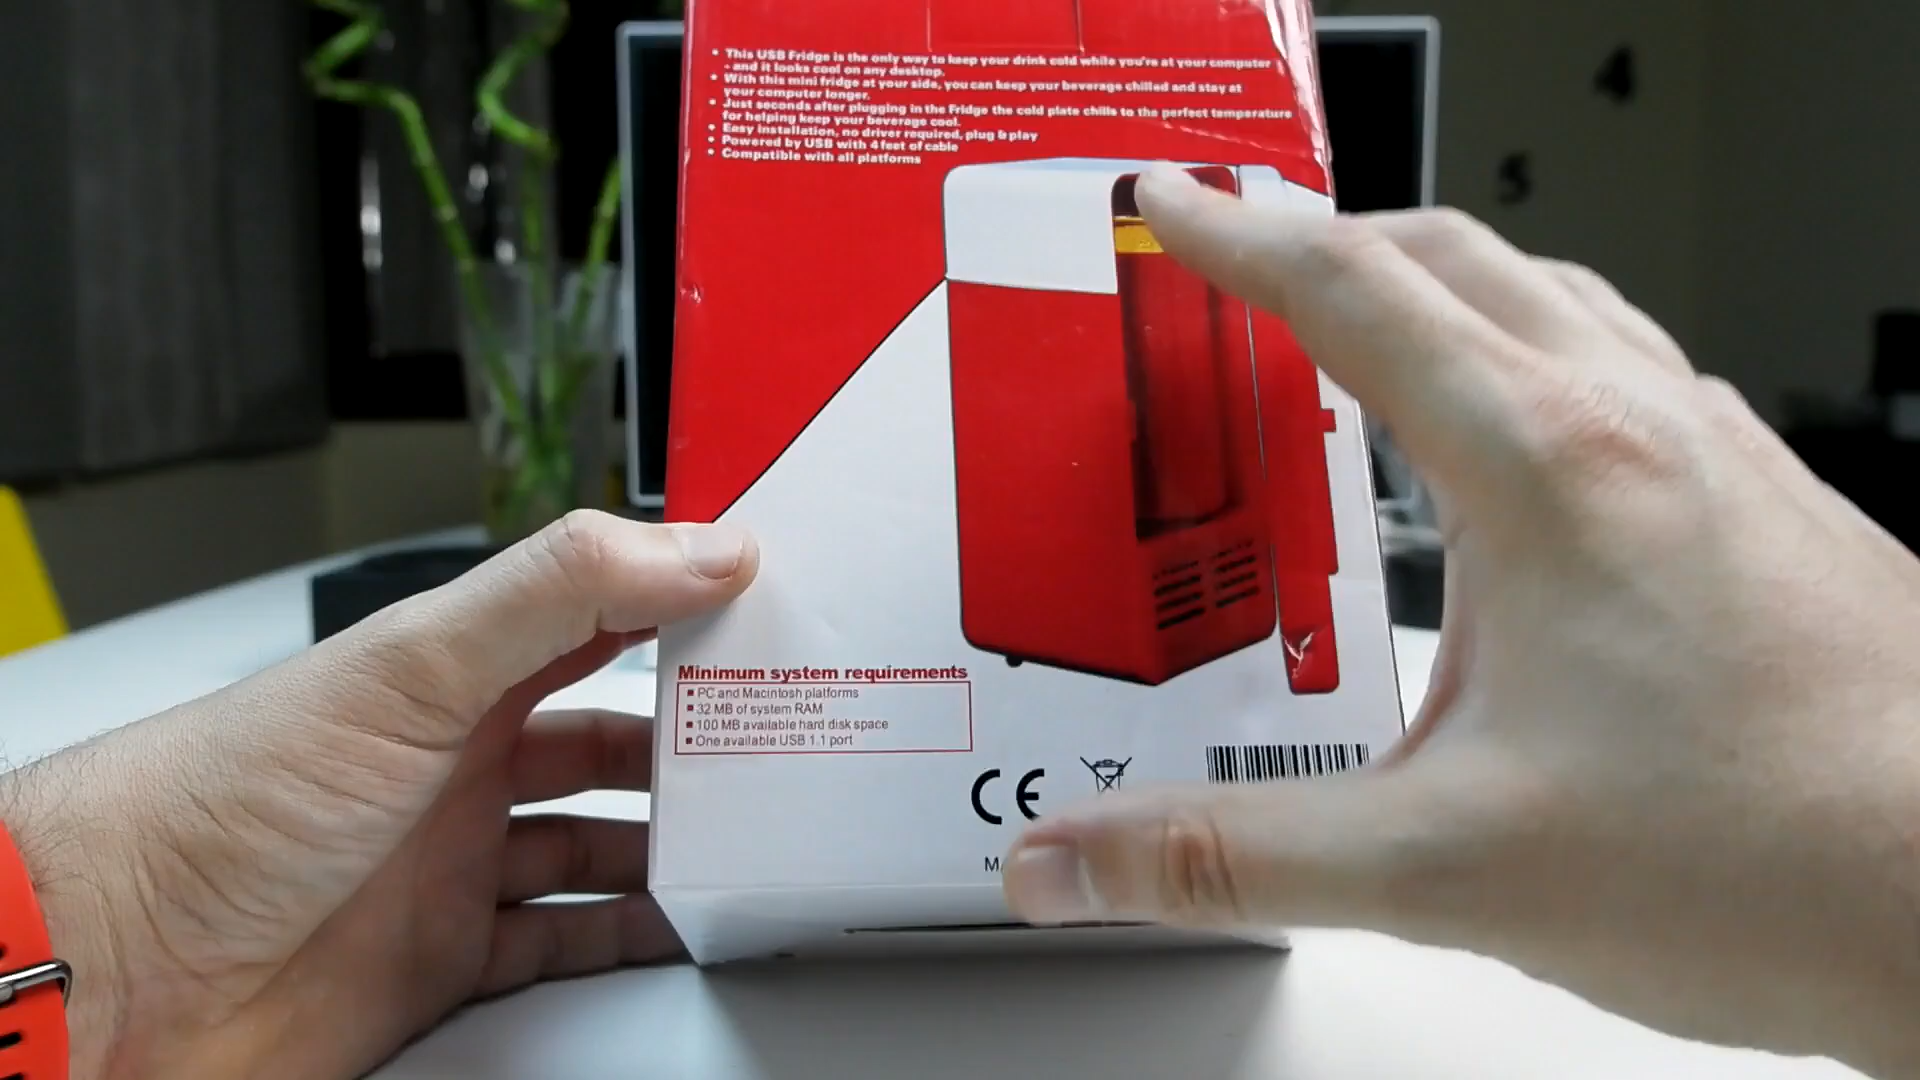 • This USB Fridge is the only way to keep your drink cold while you're at your computer
- and it looks cool on any desktop.
• With this mini fridge at your side, you can keep your beverage chilled and stay at
your computer longer.
• Just seconds after plugging in the Fridge the cold plate chills to the perfect temperature
for helping keep your beverage cool.
• Easy installation, no driver required, plug & play
• Powered by USB with 4 feet of cable
• Compatible with all platforms
4
5
Minimum system requirements
▪ PC and Macintosh platforms
▪ 32 MB of system RAM
▪ 100 MB available hard disk space
▪ One available USB 1.1 port
CE